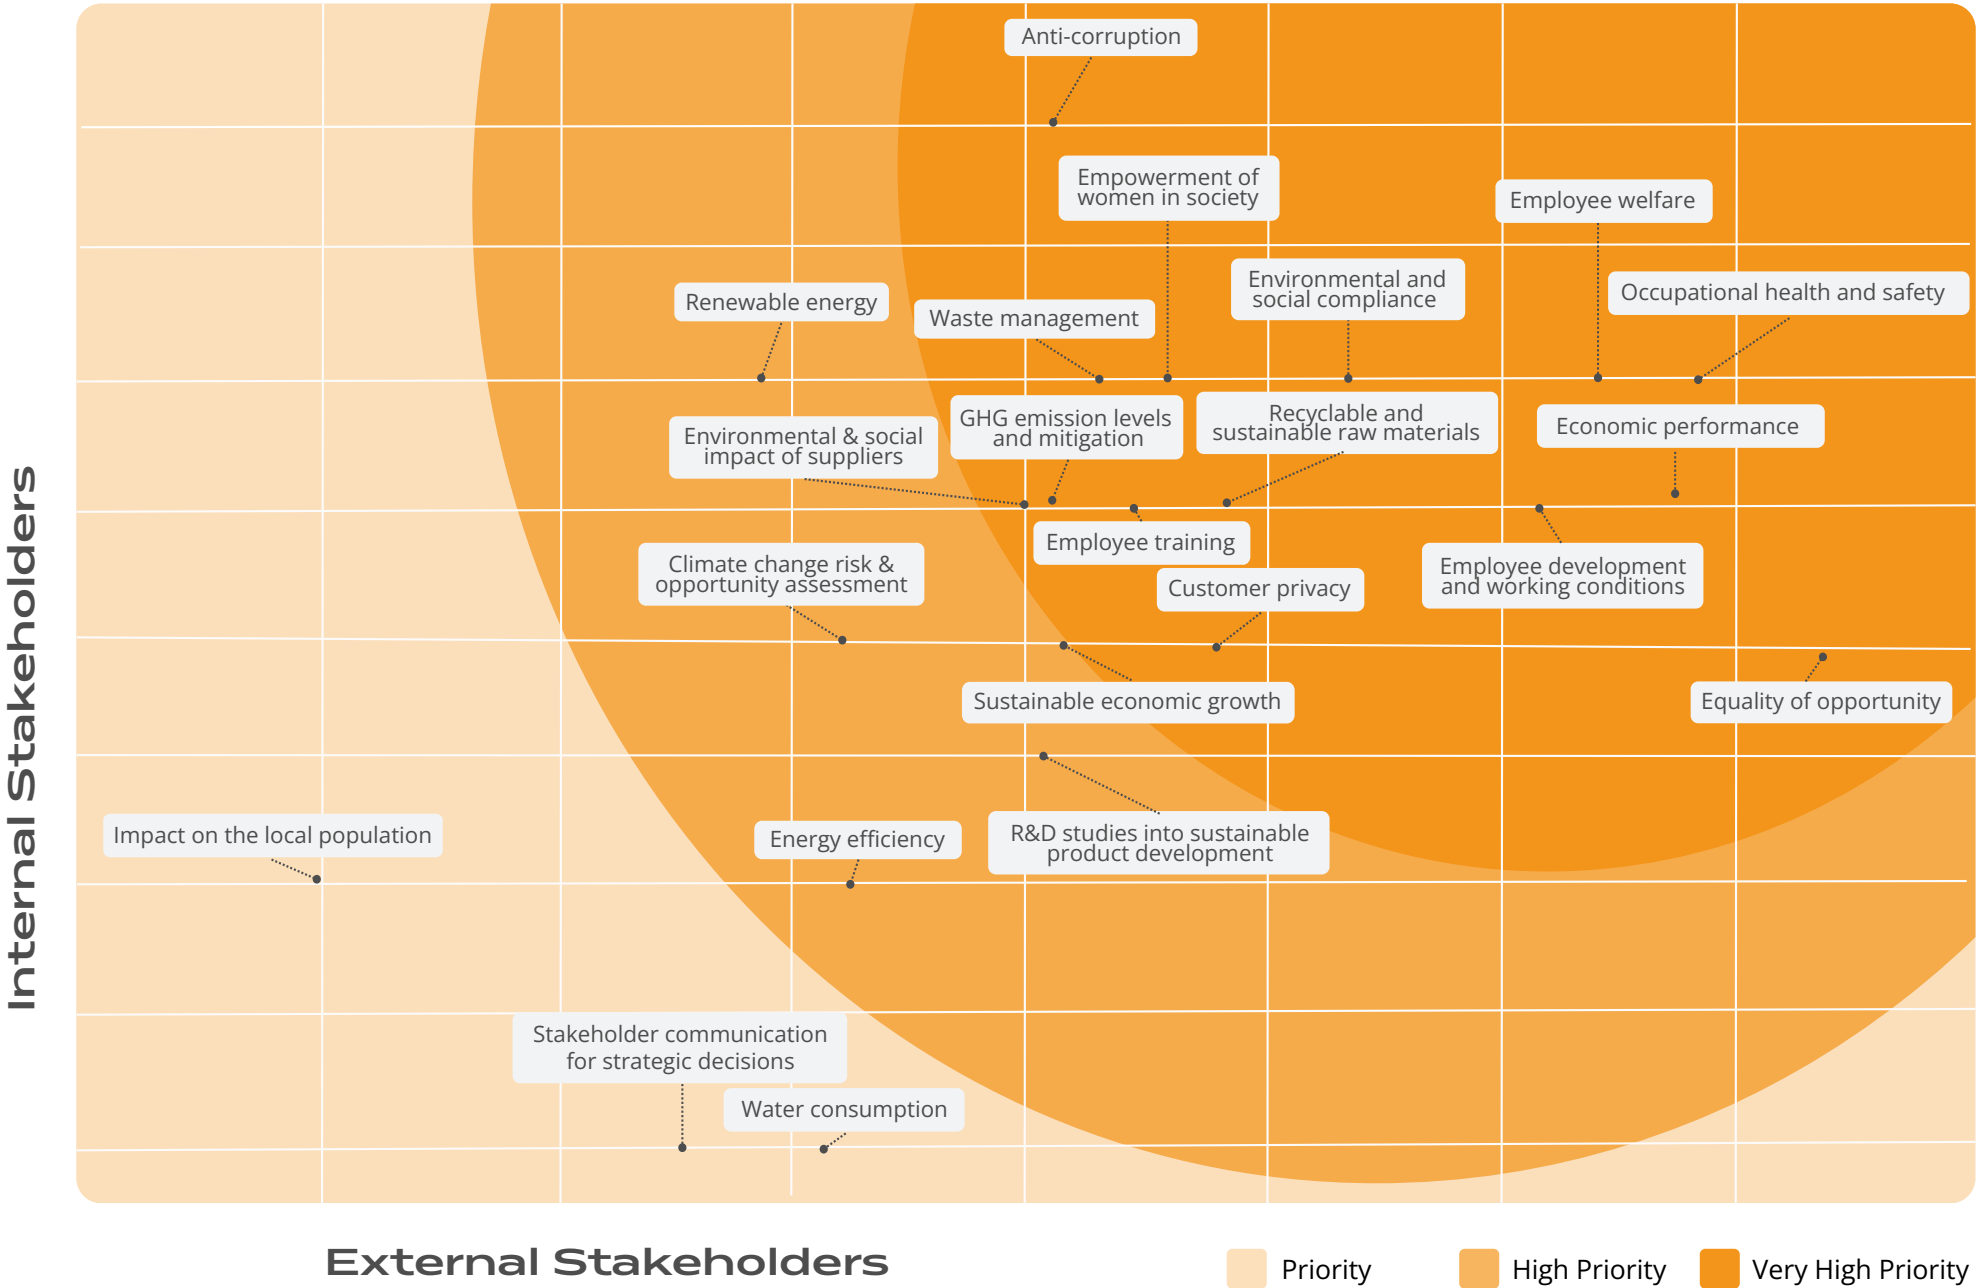 Anti-corruption
Empowerment of
women in society
Employee welfare
Environmental and
social compliance
Occupational health and safety
Renewable energy
Waste management
GHG emission levels
and mitigation
Recyclable and
sustainable raw materials
Economic performance
Environmental & social
impact of suppliers
Employee training
Climate change risk &
opportunity assessment
Customer privacy
Employee development
and working conditions
Sustainable economic growth
Equality of opportunity
Impact on the local population
Energy efficiency
R&D studies into sustainable
product development
Stakeholder communication
for strategic decisions
Water consumption
Internal Stakeholders
External Stakeholders
Priority
High Priority
Very High Priority